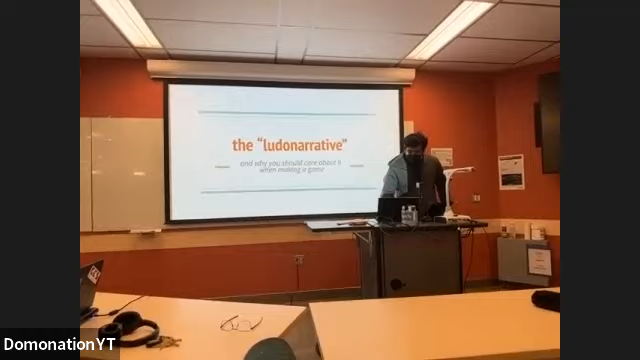 the "ludonarrative"
and why you should care about it
when making a game
DomonationYT